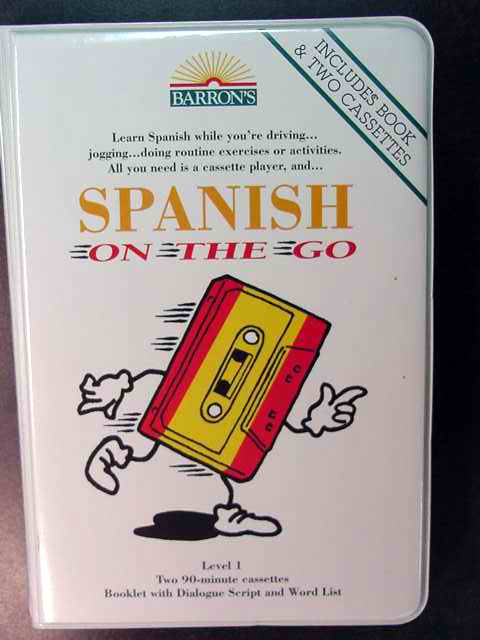 INCLUDES BOOK
& TWO CASSETTES
BARRON'S
Learn Spanish while you're driving...
jogging...doing routine exercises or activities.
All you need is a cassette player, and...
SPANISH
ON THE GO
Level 1
Two 90-minute cassettes
Booklet with Dialogue Script and Word List